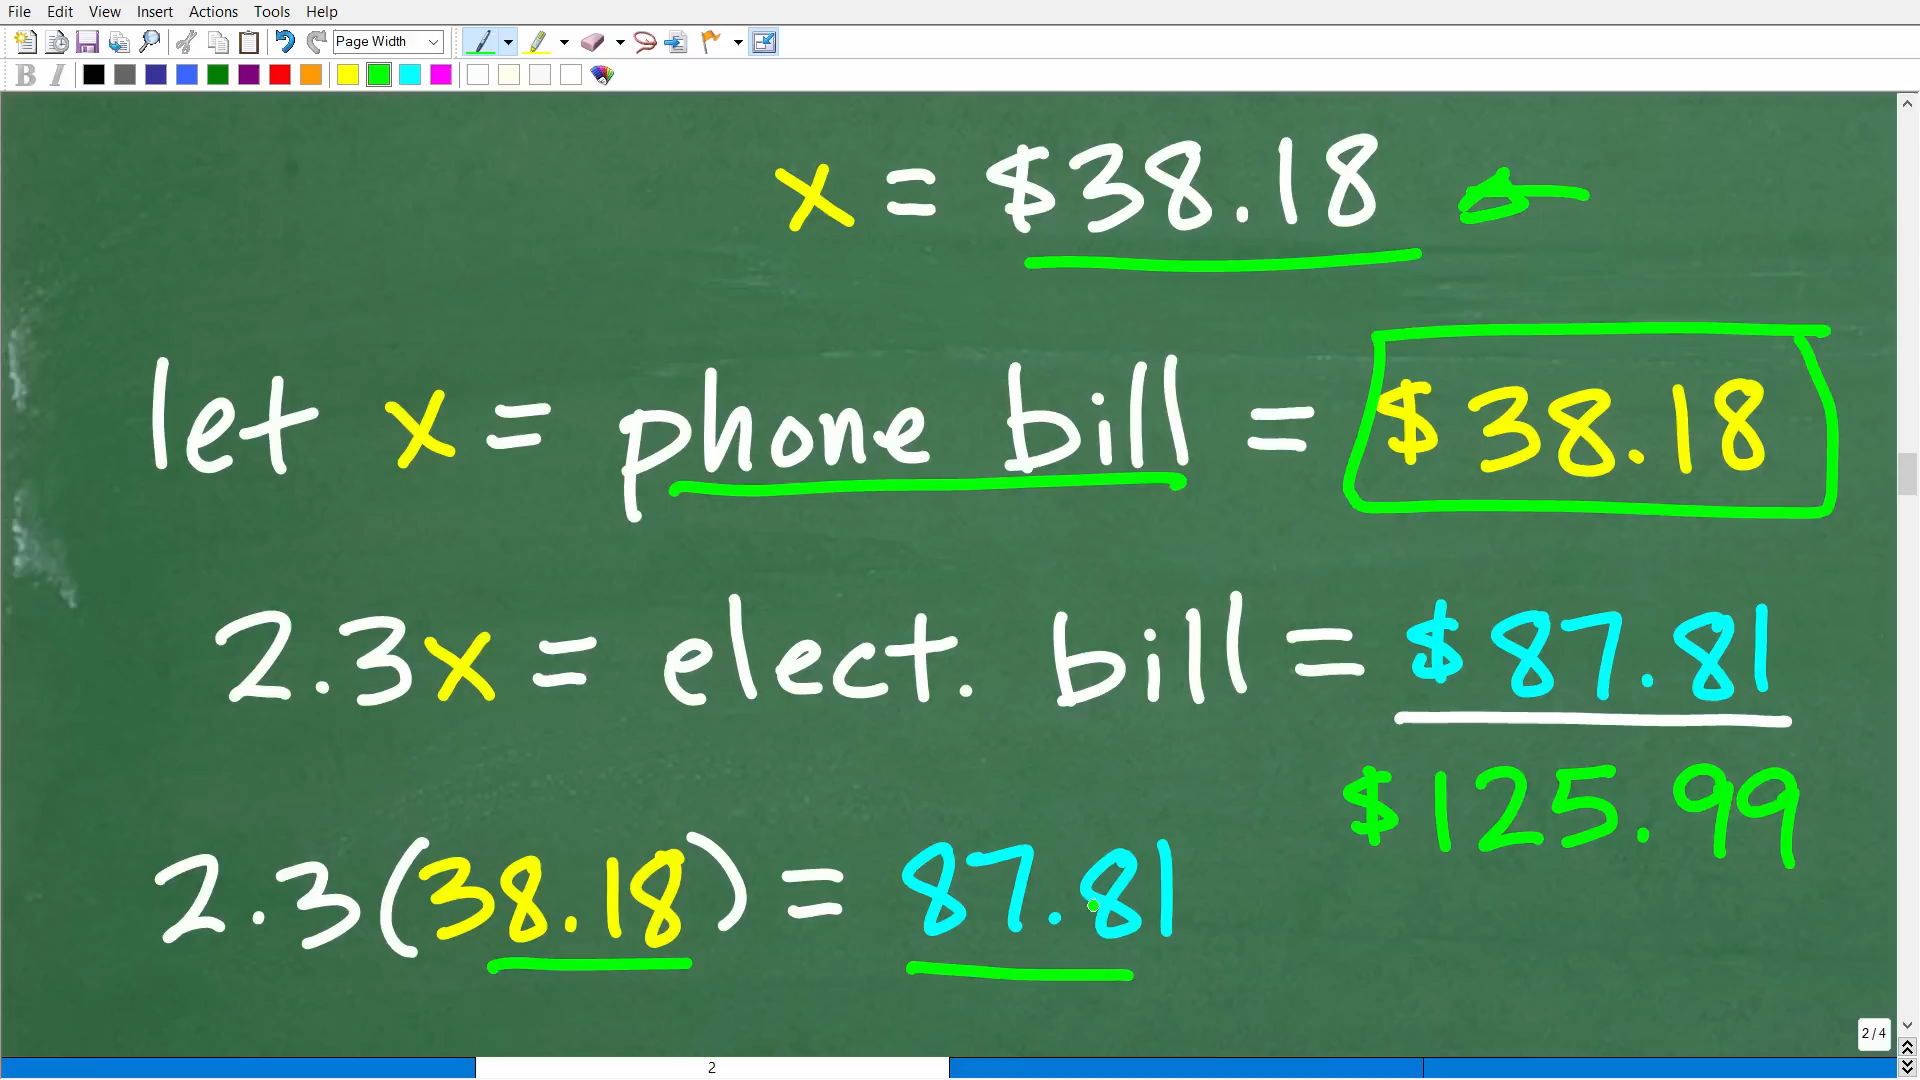 File Edit View Insert Actions Tools Help
Page Width
B I
x = $38.18
let x = phone bill = $38.18
2.3x = elect. bill = $87.81
$125.99
2.3(38.18) = 87.81
2/4
2